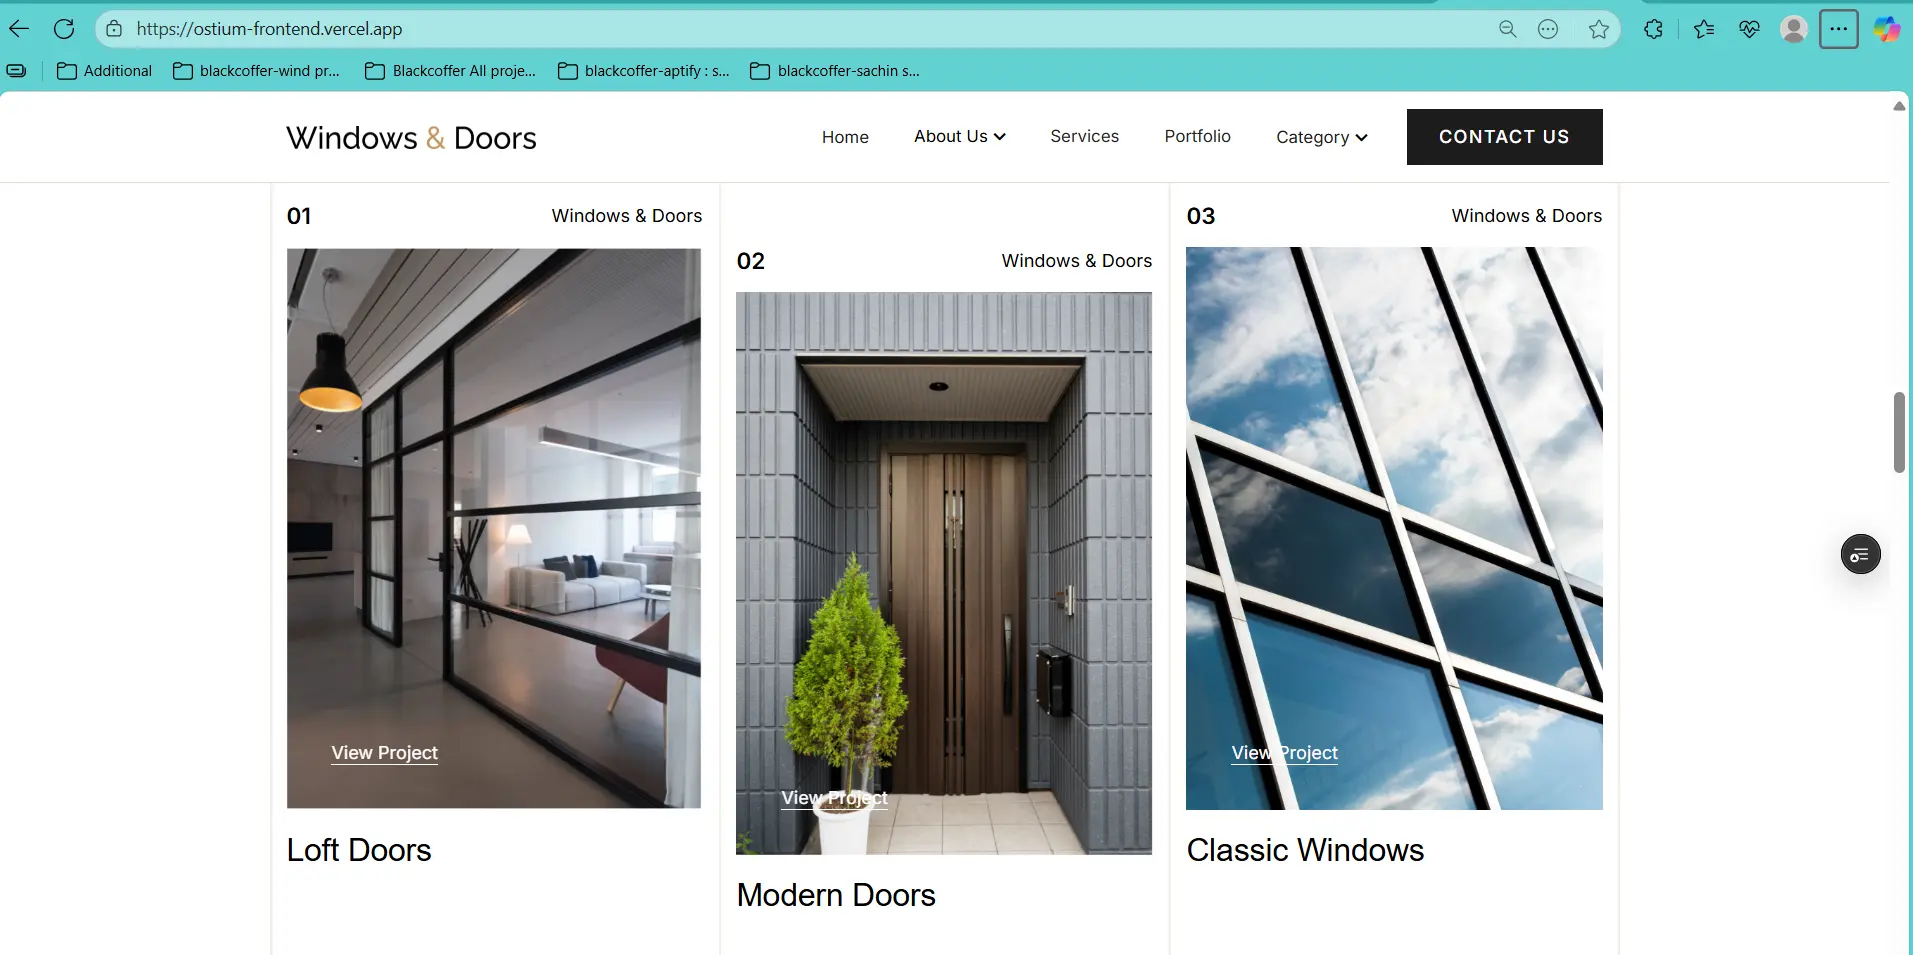 https://ostium-frontend.vercel.app
Additional
blackcoffer-wind pr...
Blackcoffer All proje...
blackcoffer-aptify : s...
blackcoffer-sachin s...
Windows & Doors
Home
About Us
Services
Portfolio
Category
CONTACT US
01
Windows & Doors
View Project
Loft Doors
02
Windows & Doors
View Project
Modern Doors
03
Windows & Doors
View Project
Classic Windows